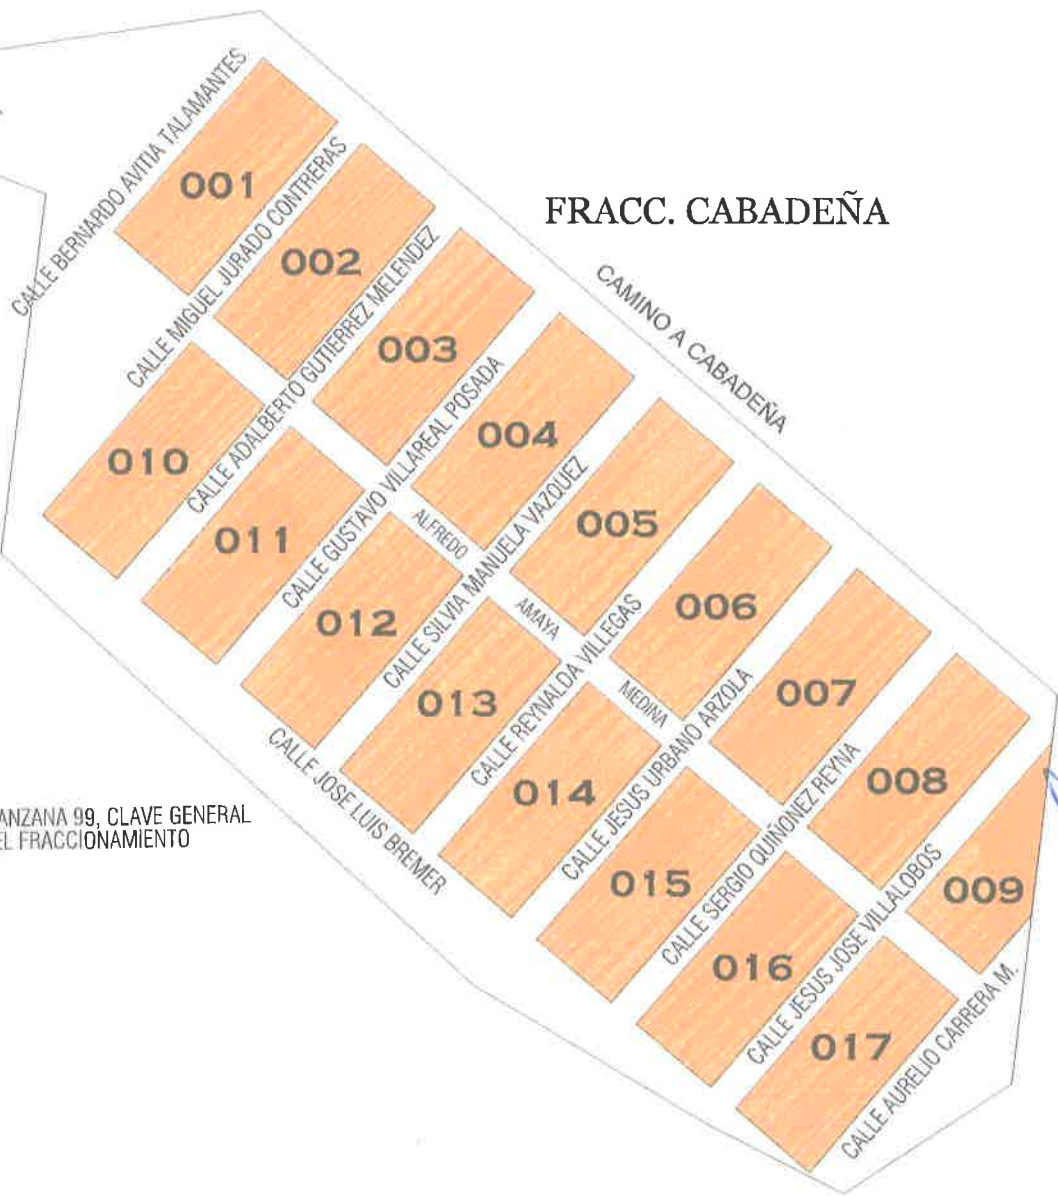 FRACC. CABADEÑA
CAMINO A CABADEÑA
CALLE BERNARDO AVITIA TALAMANTES
001
CALLE MIGUEL JURADO CONTRERAS
002
CALLE ADALBERTO GUTIERREZ MELENDEZ
003
CALLE GUSTAVO VILLAREAL POSADA
004
CALLE SILVIA MANUELA VAZQUEZ
005
CALLE REYNALDA VILLEGAS
006
CALLE JESUS URBANO ARZOLA
007
CALLE SERGIO QUIÑONEZ REYNA
008
CALLE JESUS JOSE VILLALOBOS
009
CALLE AURELIO CARRERA M.
ALFREDO
AMAYA
MEDINA
010
011
012
013
014
015
016
017
CALLE JOSE LUIS BREMER
ANZANA 99, CLAVE GENERAL
EL FRACCIONAMIENTO